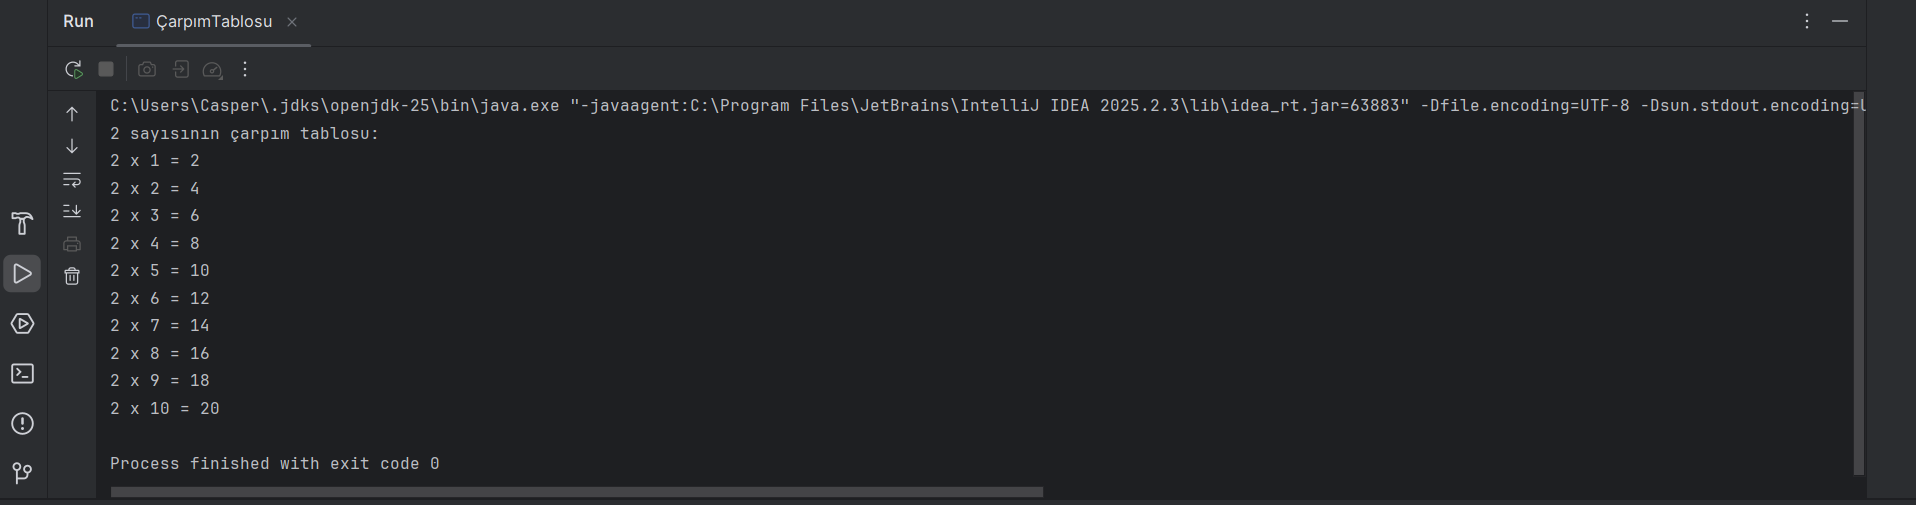 Run ÇarpımTablosu
C:\Users\Casper\.jdks\openjdk-25\bin\java.exe "-javaagent:C:\Program Files\JetBrains\IntelliJ IDEA 2025.2.3\lib\idea_rt.jar=63883" -Dfile.encoding=UTF-8 -Dsun.stdout.encoding=
2 sayısının çarpım tablosu:
2 x 1 = 2
2 x 2 = 4
2 x 3 = 6
2 x 4 = 8
2 x 5 = 10
2 x 6 = 12
2 x 7 = 14
2 x 8 = 16
2 x 9 = 18
2 x 10 = 20
Process finished with exit code 0